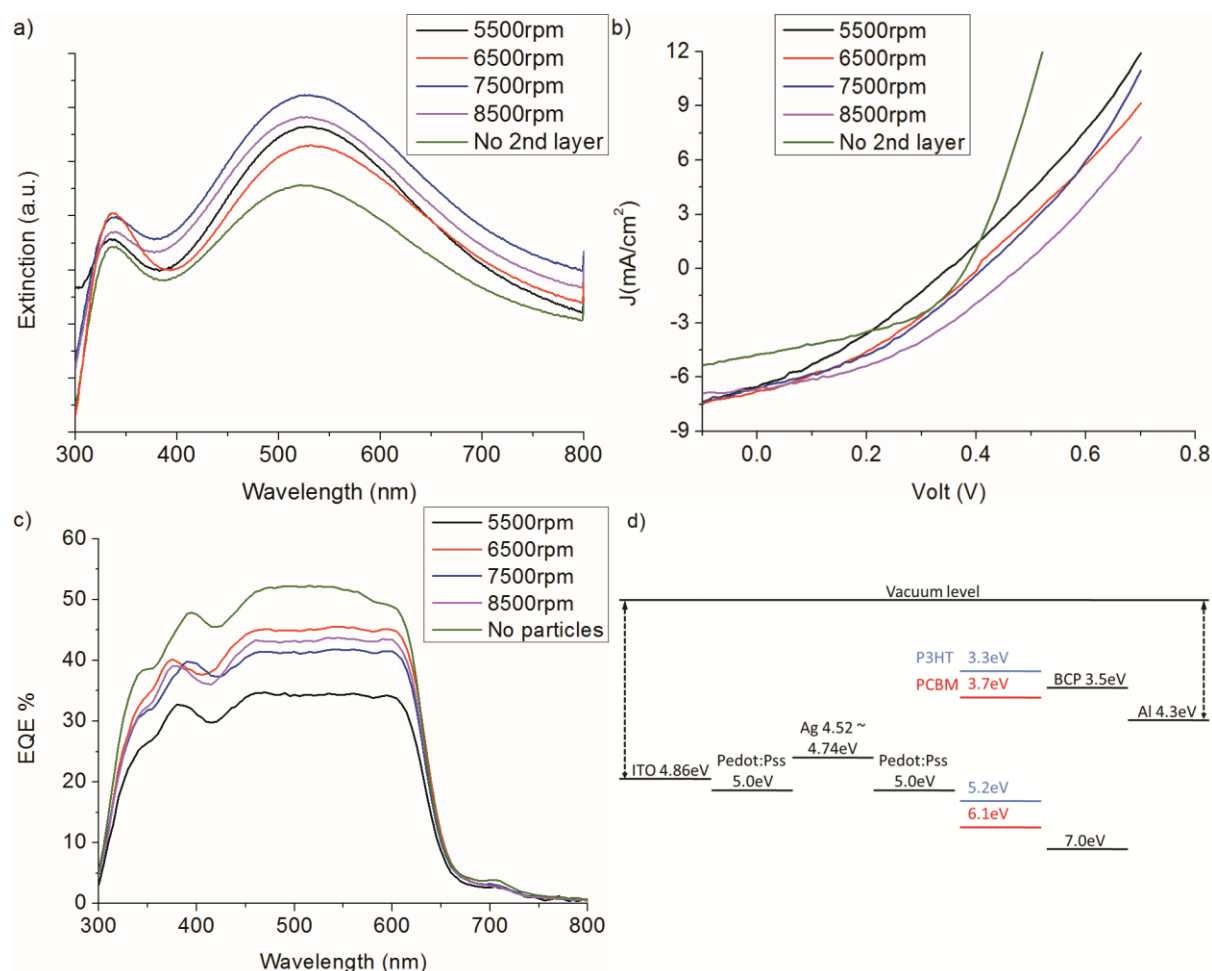 a)
5500rpm
6500rpm
7500rpm
8500rpm
No 2nd layer
Extinction (a.u.)
300 400 500 600 700 800
Wavelength (nm)
b)
5500rpm
6500rpm
7500rpm
8500rpm
No 2nd layer
12
9
6
3
0
-3
-6
-9
J(mA/cm²)
0.0 0.2 0.4 0.6 0.8
Volt (V)
c)
5500rpm
6500rpm
7500rpm
8500rpm
No particles
60
50
40
30
20
10
0
EQE %
300 400 500 600 700 800
Wavelength (nm)
d)
Vacuum level
P3HT 3.3eV
PCBM 3.7eV
BCP 3.5eV
Al 4.3eV
Ag 4.52 ~
4.74eV
ITO 4.86eV
Pedot:Pss
5.0eV
Pedot:Pss
5.0eV
5.2eV
6.1eV
7.0eV